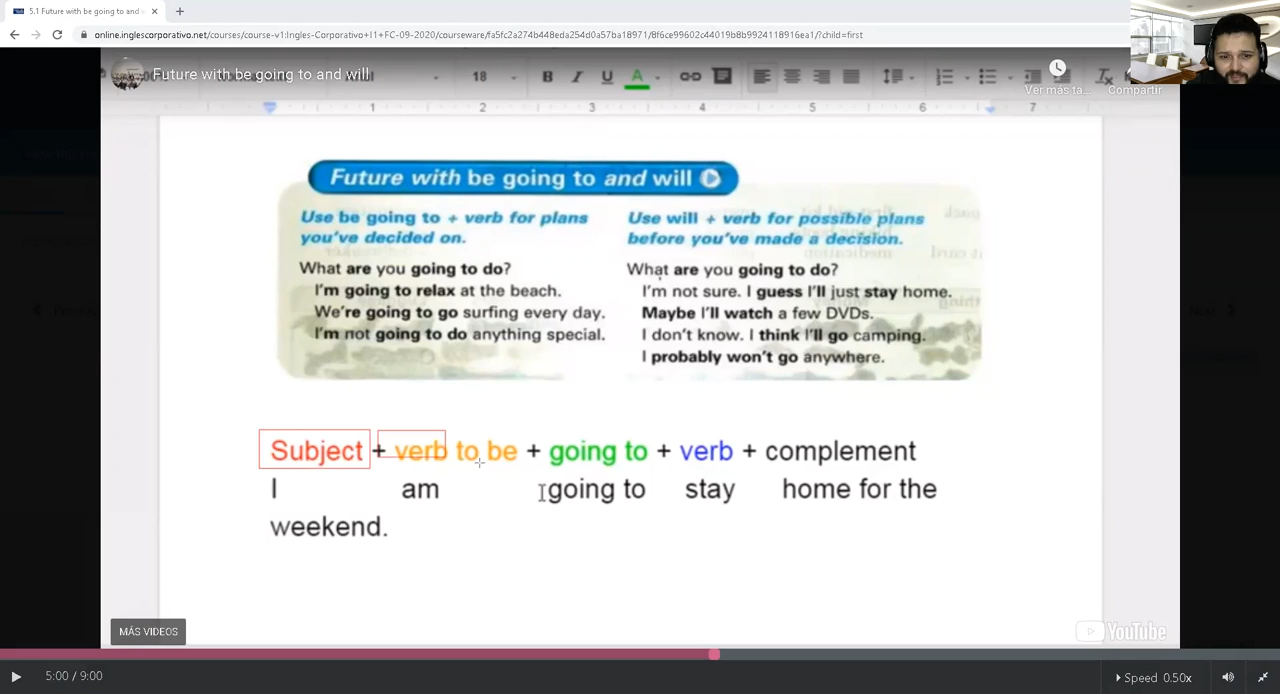 5.1 Future with be going to and w
online.inglescorporativo.net/courses/course-v1:Ingles-Corporativo+I1+FC-09-2020/courseware/fa5fc2a274b448eda254d0a57ba18971/8f6ce99602c44019b8b9924118916ea1/?child=first
Future with be going to and will
18 B I U A
Ver más ta... Compartir
1 2 3 4 5 6 7
Future with be going to and will
Use be going to + verb for plans
you've decided on.
What are you going to do?
I'm going to relax at the beach.
We're going to go surfing every day.
I'm not going to do anything special.
Use will + verb for possible plans
before you've made a decision.
What are you going to do?
I'm not sure. I guess I'll just stay home.
Maybe I'll watch a few DVDs.
I don't know. I think I'll go camping.
I probably won't go anywhere.
Subject + verb to be + going to + verb + complement
I am going to stay home for the
weekend.
MÁS VIDEOS
YouTube
5:00 / 9:00
Speed 0.50x